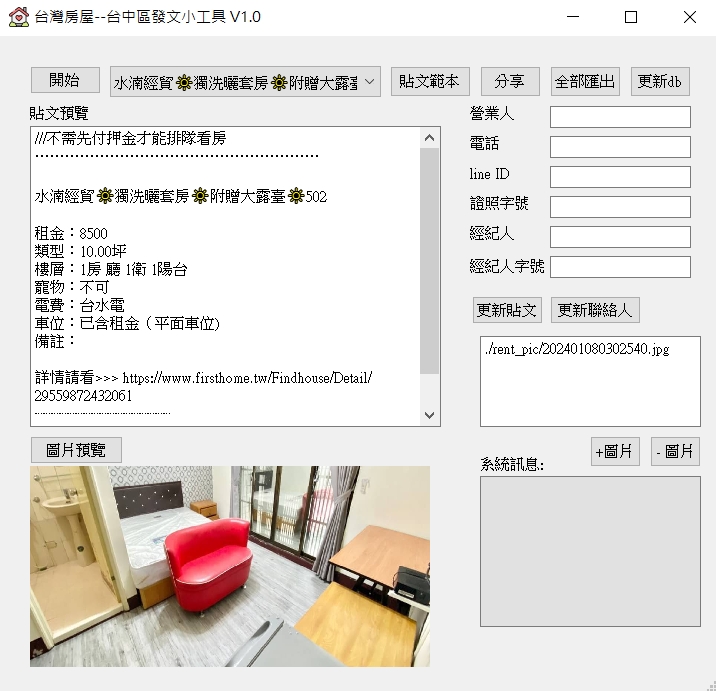 台灣房屋--台中區發文小工具 V1.0
開始
水湳經貿🌞獨洗曬套房🌞附贈大露臺
貼文範本
分享
全部匯出
更新db
貼文預覽
營業人
電話
line ID
證照字號
經紀人
經紀人字號
///不需先付押金才能排隊看房
水湳經貿🌞獨洗曬套房🌞附贈大露臺🌞502
租金：8500
類型：10.00坪
樓層：1房 廳 1衛 1陽台
寵物：不可
電費：台水電
車位：已含租金（平面車位)
備註：
詳情請看>>> https://www.firsthome.tw/Findhouse/Detail/
29559872432061
更新貼文
更新聯絡人
./rent_pic/202401080302540.jpg
圖片預覽
+圖片
- 圖片
系統訊息: